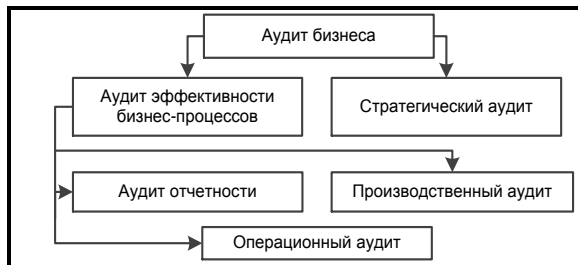 Аудит бизнеса
Аудит эффективности
бизнес-процессов
Стратегический аудит
Аудит отчетности
Производственный аудит
Операционный аудит